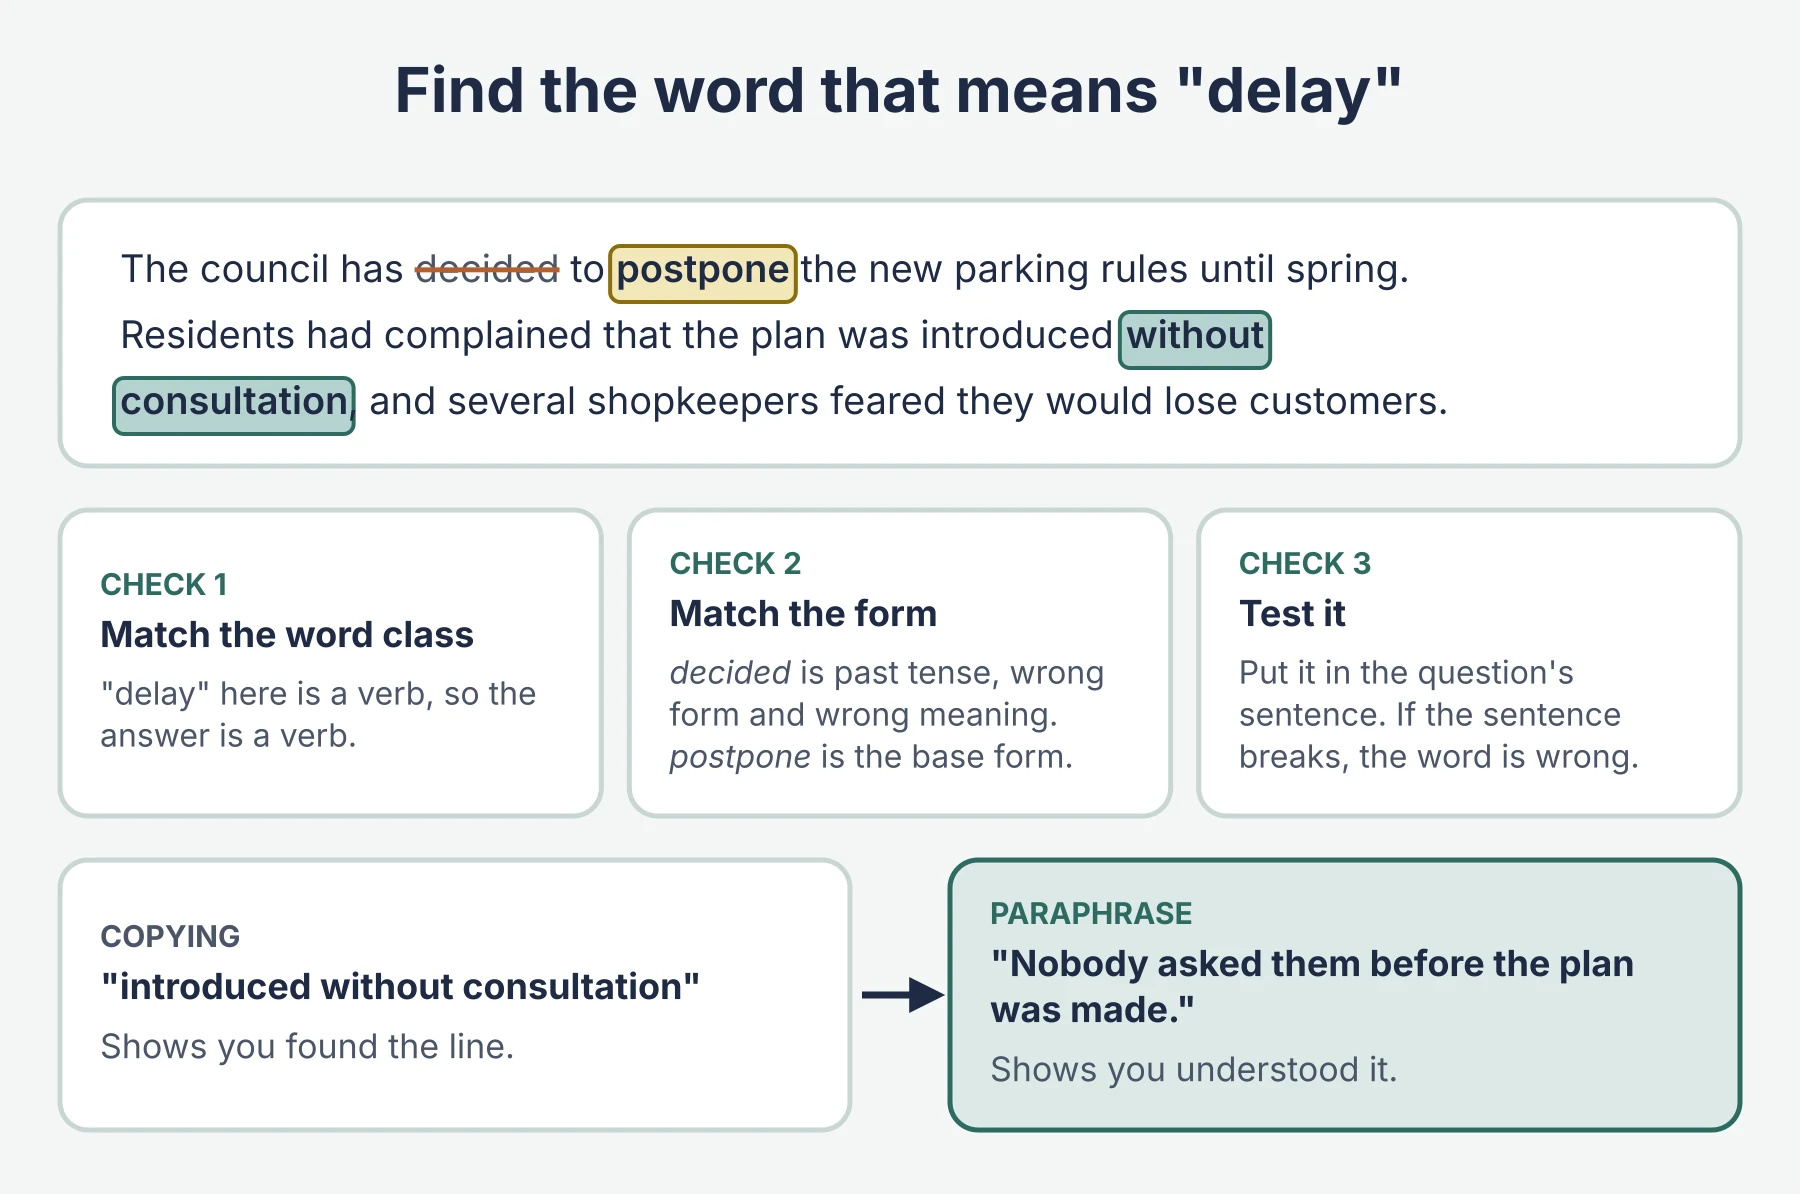 Find the word that means "delay"
The council has decided to postpone the new parking rules until spring.
Residents had complained that the plan was introduced without
consultation, and several shopkeepers feared they would lose customers.
CHECK 1
Match the word class
"delay" here is a verb, so the
answer is a verb.
CHECK 2
Match the form
decided is past tense, wrong
form and wrong meaning.
postpone is the base form.
CHECK 3
Test it
Put it in the question's
sentence. If the sentence
breaks, the word is wrong.
COPYING
"introduced without consultation"
Shows you found the line.
PARAPHRASE
"Nobody asked them before the plan
was made."
Shows you understood it.